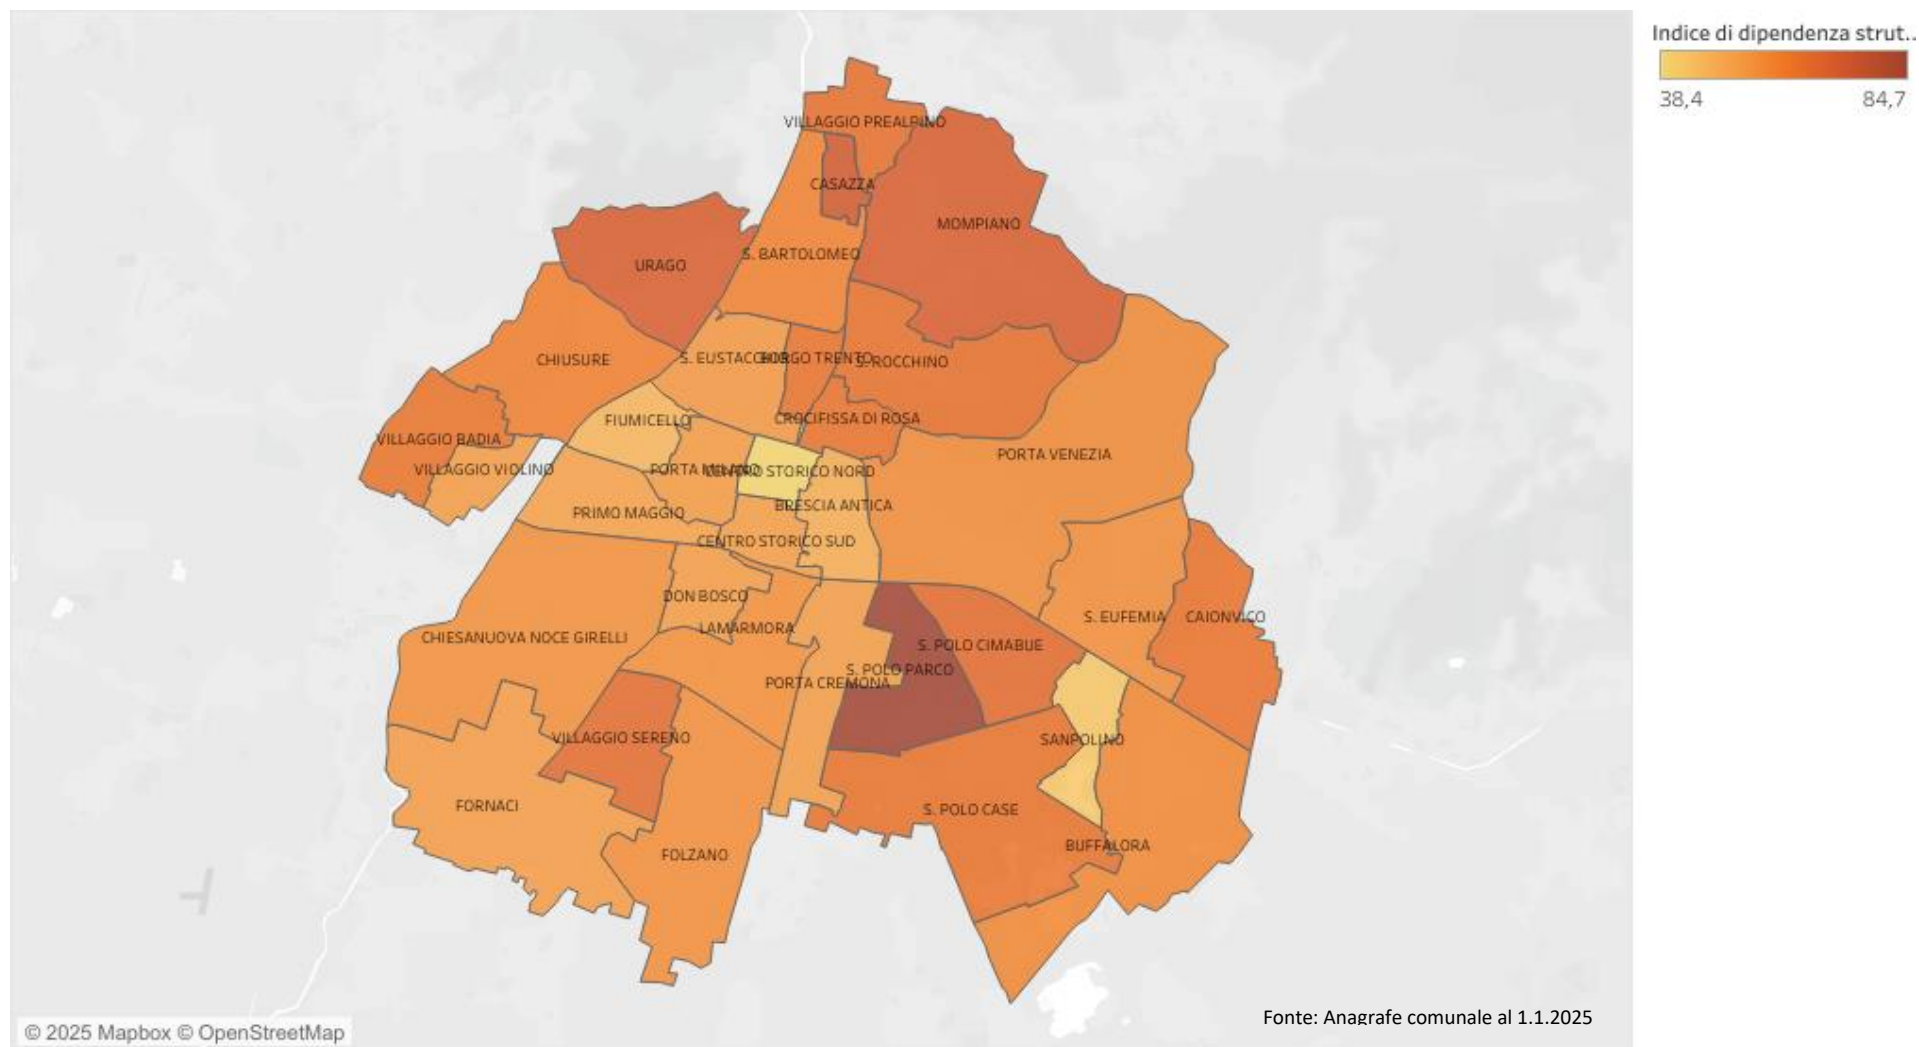 Indice di dipendenza strut..
38,4
84,7
VILLAGGIO PREALPINO
CASAZZA
MOMPIANO
S. BARTOLOMEO
URAGO
CHIUSURE
S. EUSTACCHIO
BORGO TRENTO
S. ROCCHINO
FIUMICELLO
CROCIFISSA DI ROSA
VILLAGGIO BADIA
PORTA VENEZIA
VILLAGGIO VIOLINO
PORTA MILANO
CENTRO STORICO NORD
PRIMO MAGGIO
BRESCIA ANTICA
CENTRO STORICO SUD
DON BOSCO
S. EUFEMIA
CAIONVICO
LAMARMORA
CHIESANUOVA NOCE GIRELLI
S. POLO CIMABUE
S. POLO PARCO
PORTA CREMONA
VILLAGGIO SERENO
SANPOLINO
FORNACI
S. POLO CASE
BUFFALORA
FOLZANO
Fonte: Anagrafe comunale al 1.1.2025
© 2025 Mapbox © OpenStreetMap